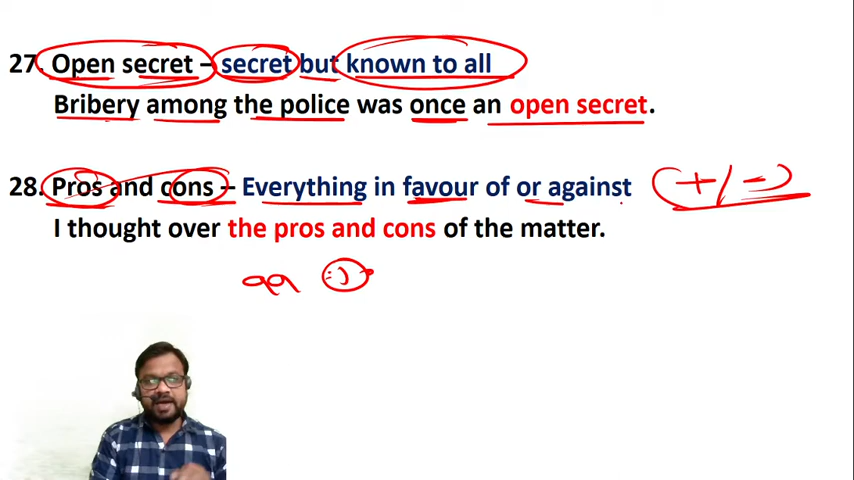 27. Open secret – secret but known to all
Bribery among the police was once an open secret.
28. Pros and cons – Everything in favour of or against (+/-)
I thought over the pros and cons of the matter.